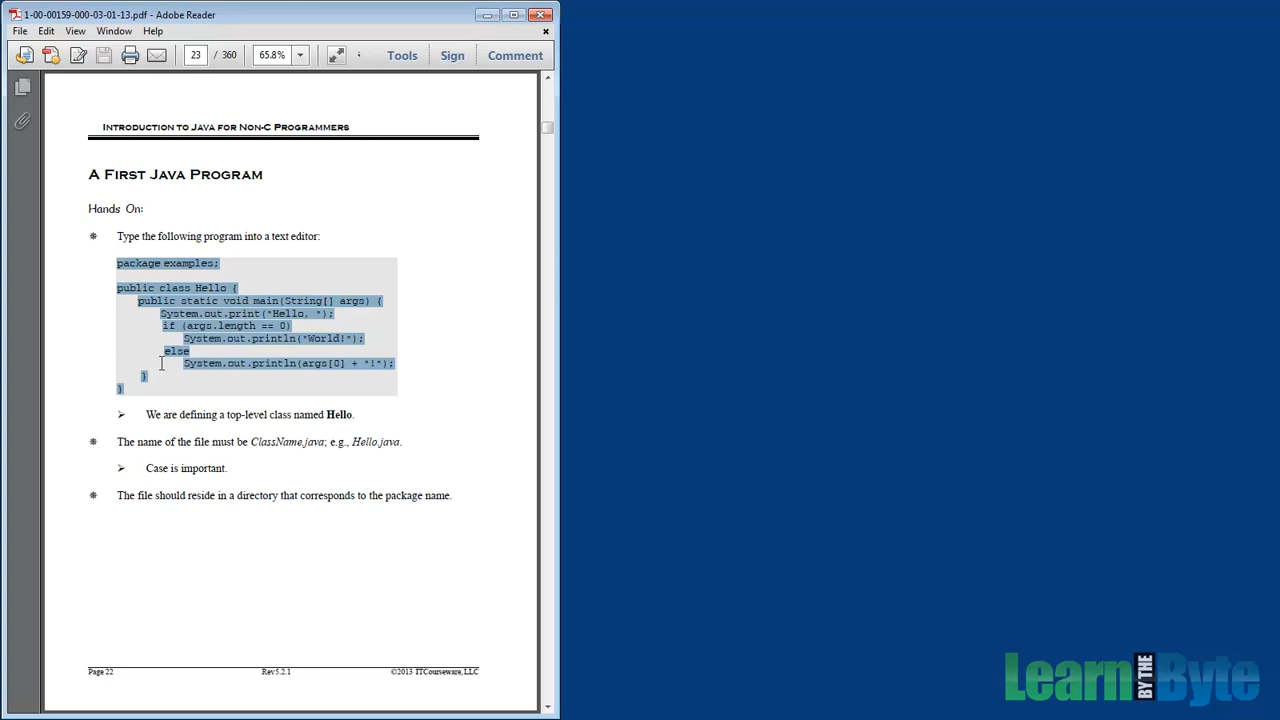 1-00-00159-000-03-01-13.pdf - Adobe Reader
File Edit View Window Help
23 / 360 65.8% Tools Sign Comment
Introduction to Java for Non-C Programmers
A First Java Program
Hands On:
Type the following program into a text editor:
package examples;
public class Hello {
public static void main(String[] args) {
System.out.print("Hello, ");
if (args.length == 0)
System.out.println("World!");
else
System.out.println(args[0] + "!");
}
}
We are defining a top-level class named Hello.
The name of the file must be ClassName.java; e.g., Hello.java.
Case is important.
The file should reside in a directory that corresponds to the package name.
Page 22 Rev 5.2.1 ©2013 ITCourseware, LLC
Learn BY THE Byte